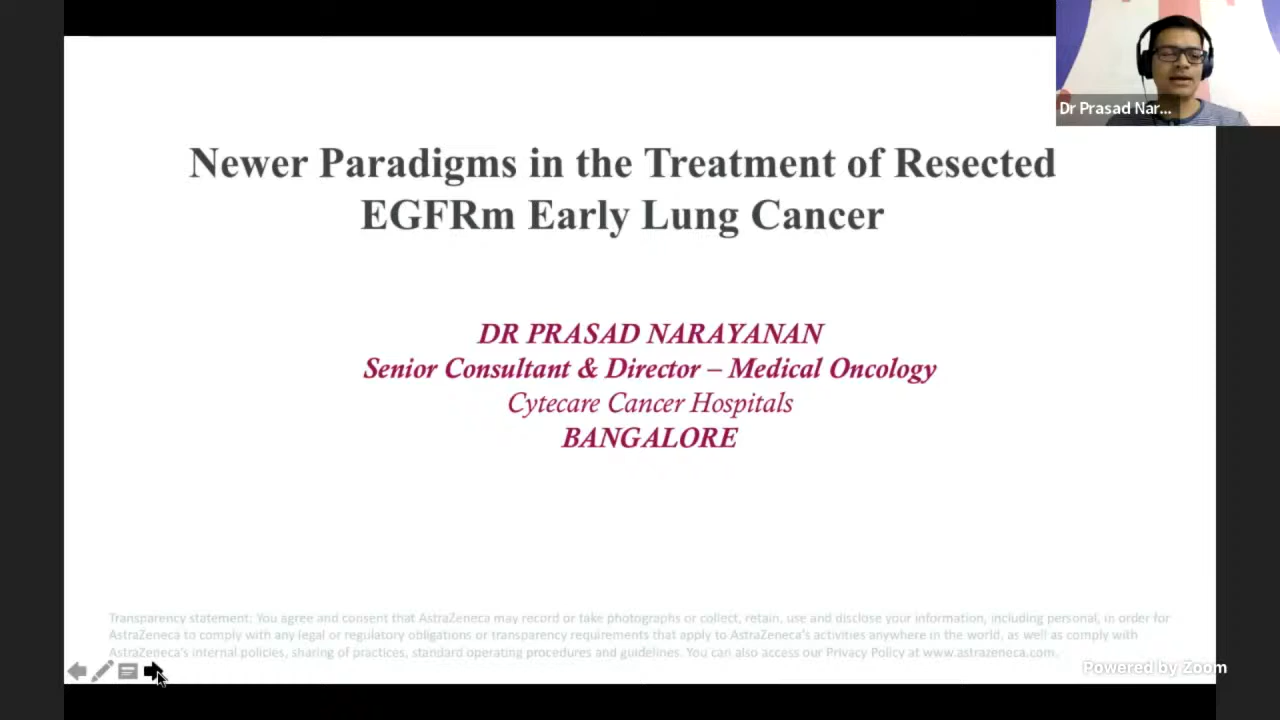 Dr Prasad Nar...
Newer Paradigms in the Treatment of Resected
EGFRm Early Lung Cancer
DR PRASAD NARAYANAN
Senior Consultant & Director – Medical Oncology
Cytecare Cancer Hospitals
BANGALORE
Transparency statement: You agree and consent that AstraZeneca may record or take photographs or collect, retain, use and disclose your information, including personal, in order for
AstraZeneca to comply with any legal or regulatory obligations or transparency requirements that apply to AstraZeneca's activities anywhere in the world, as well as comply with
AstraZeneca's internal policies, sharing of practices, standard operating procedures and guidelines. You can also access our Privacy Policy at www.astrazeneca.com.
Powered by Zoom